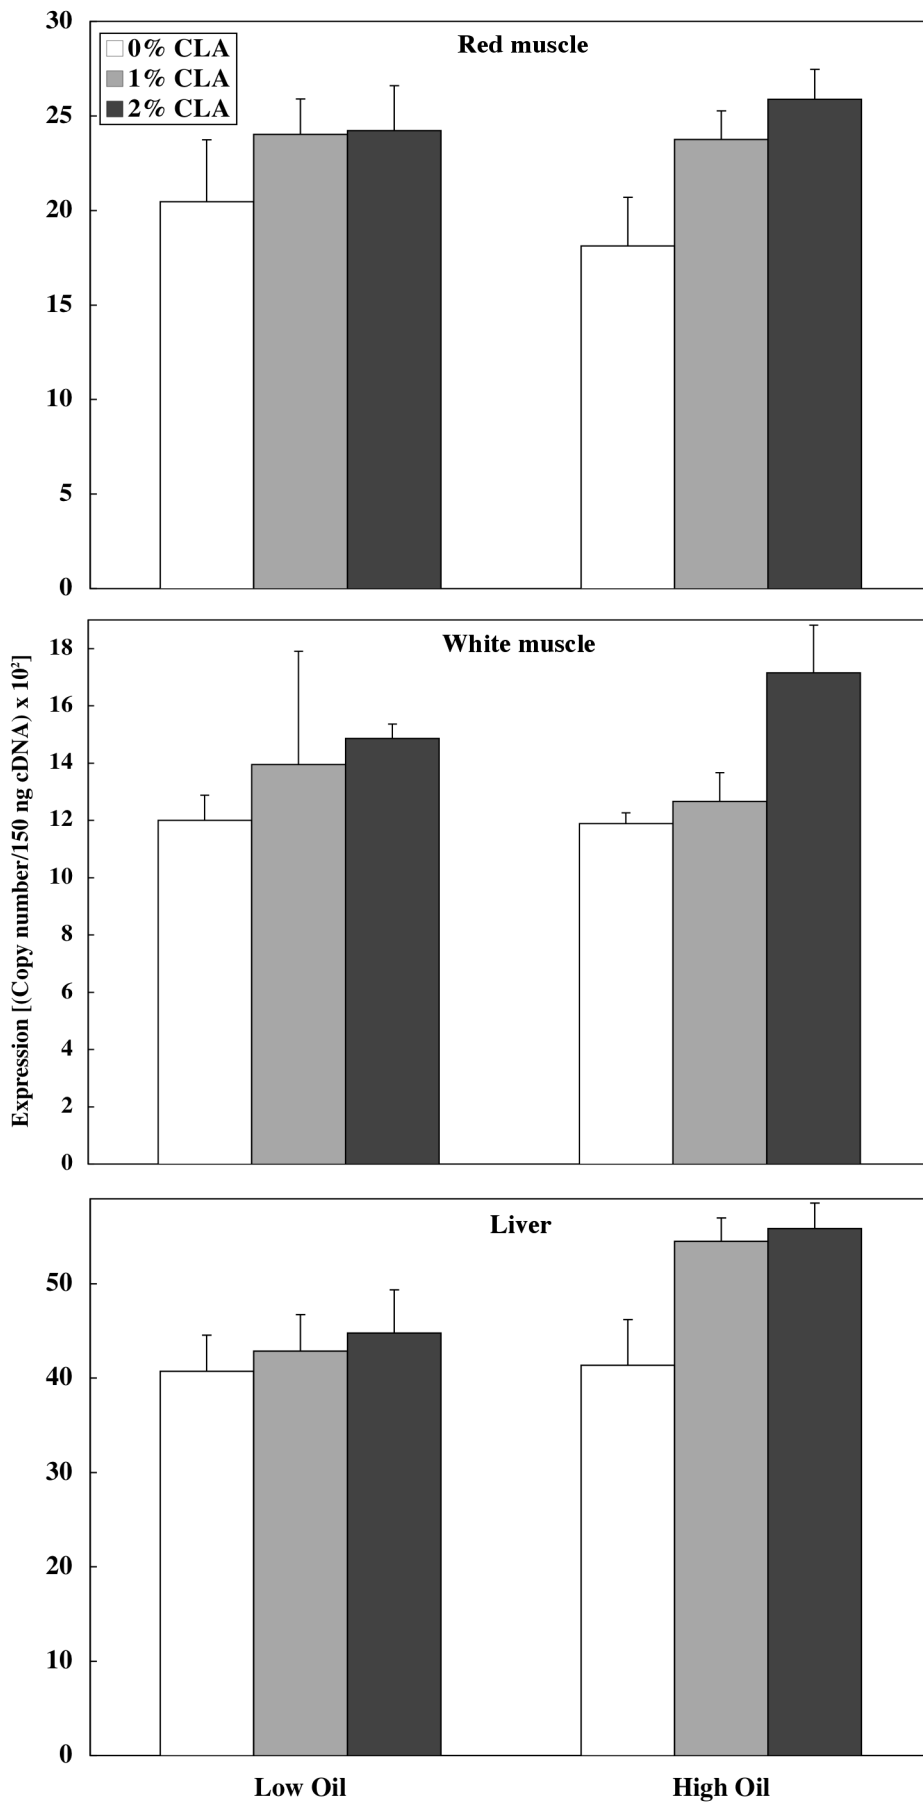 Red muscle
0% CLA
1% CLA
2% CLA
30
25
20
15
10
5
0
Expression [(Copy number/150 ng cDNA) x 10²]
White muscle
18
16
14
12
10
8
6
4
2
0
Liver
50
40
30
20
10
0
Low Oil High Oil